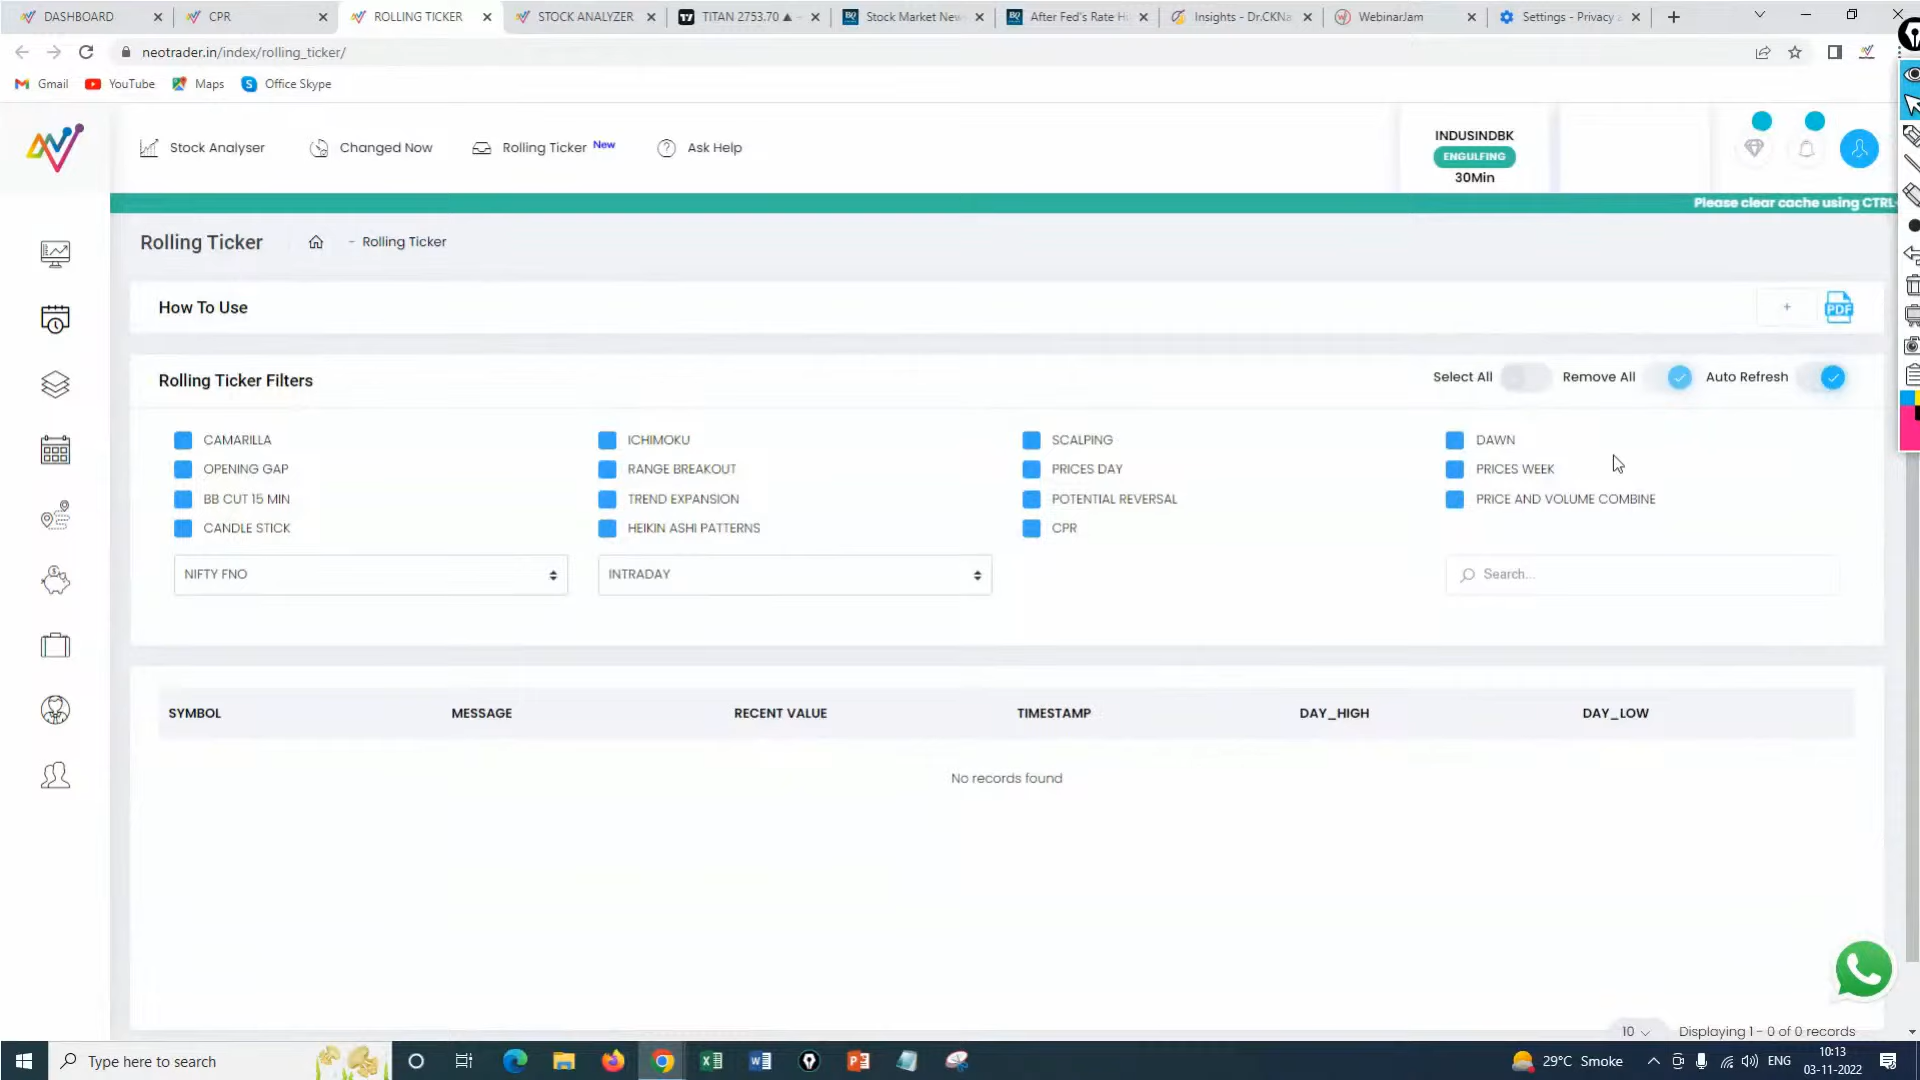 DASHBOARD
CPR
ROLLING TICKER
STOCK ANALYZER
TITAN 2753.70 ▲
Stock Market New
After Fed's Rate Hi
Insights - Dr.CKNa
WebinarJam
Settings - Privacy
neotrader.in/index/rolling_ticker/
Gmail
YouTube
Maps
Office Skype
Stock Analyser
Changed Now
Rolling Ticker New
Ask Help
INDUSINDBK
ENGULFING
30Min
Please clear cache using CTRL
Rolling Ticker
- Rolling Ticker
How To Use
+
PDF
Rolling Ticker Filters
Select All
Remove All
Auto Refresh
CAMARILLA
ICHIMOKU
SCALPING
DAWN
OPENING GAP
RANGE BREAKOUT
PRICES DAY
PRICES WEEK
BB CUT 15 MIN
TREND EXPANSION
POTENTIAL REVERSAL
PRICE AND VOLUME COMBINE
CANDLE STICK
HEIKIN ASHI PATTERNS
CPR
NIFTY FNO
INTRADAY
Search...
SYMBOL
MESSAGE
RECENT VALUE
TIMESTAMP
DAY_HIGH
DAY_LOW
No records found
10
Displaying 1 - 0 of 0 records
Type here to search
29°C Smoke
ENG
10:13
03-11-2022